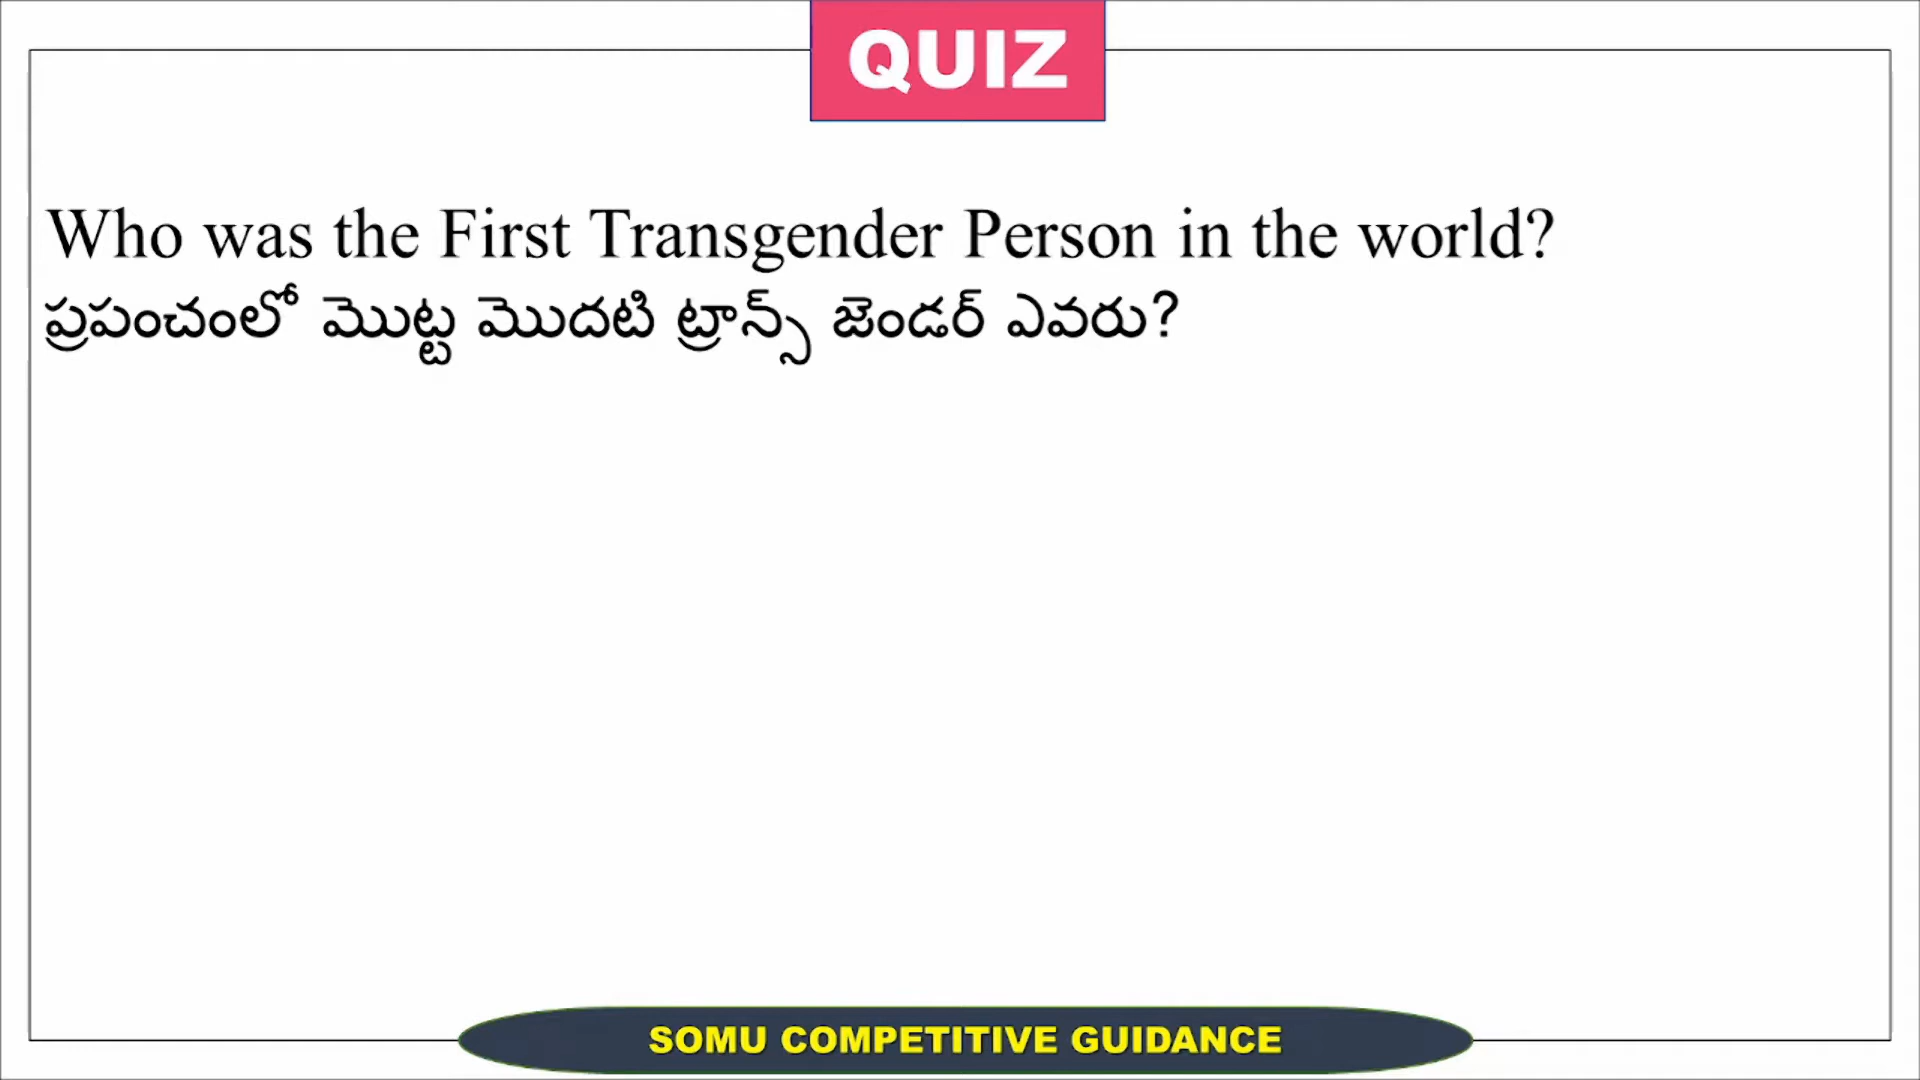 QUIZ
Who was the First Transgender Person in the world?
ప్రపంచంలో మొట్ట మొదటి ట్రాన్స్ జెండర్ ఎవరు?
SOMU COMPETITIVE GUIDANCE